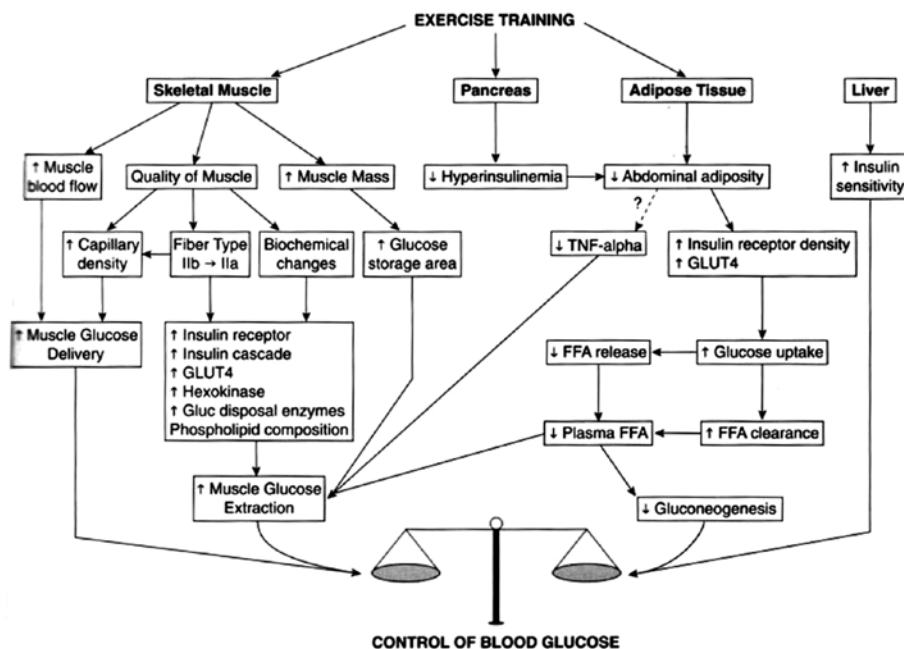 EXERCISE TRAINING
Skeletal Muscle
Pancreas
Adipose Tissue
Liver
↑ Muscle
blood flow
Quality of Muscle
↑ Muscle Mass
↓ Hyperinsulinemia
↓ Abdominal adiposity
↑ Insulin
sensitivity
?
↑ Capillary
density
Fiber Type
IIb → IIa
Biochemical
changes
↑ Glucose
storage area
↓ TNF-alpha
↑ Insulin receptor density
↑ GLUT4
↑ Muscle Glucose
Delivery
↑ Insulin receptor
↑ Insulin cascade
↑ GLUT4
↑ Hexokinase
↑ Gluc disposal enzymes
Phospholipid composition
↓ FFA release
↑ Glucose uptake
↓ Plasma FFA
↑ FFA clearance
↑ Muscle Glucose
Extraction
↓ Gluconeogenesis
CONTROL OF BLOOD GLUCOSE